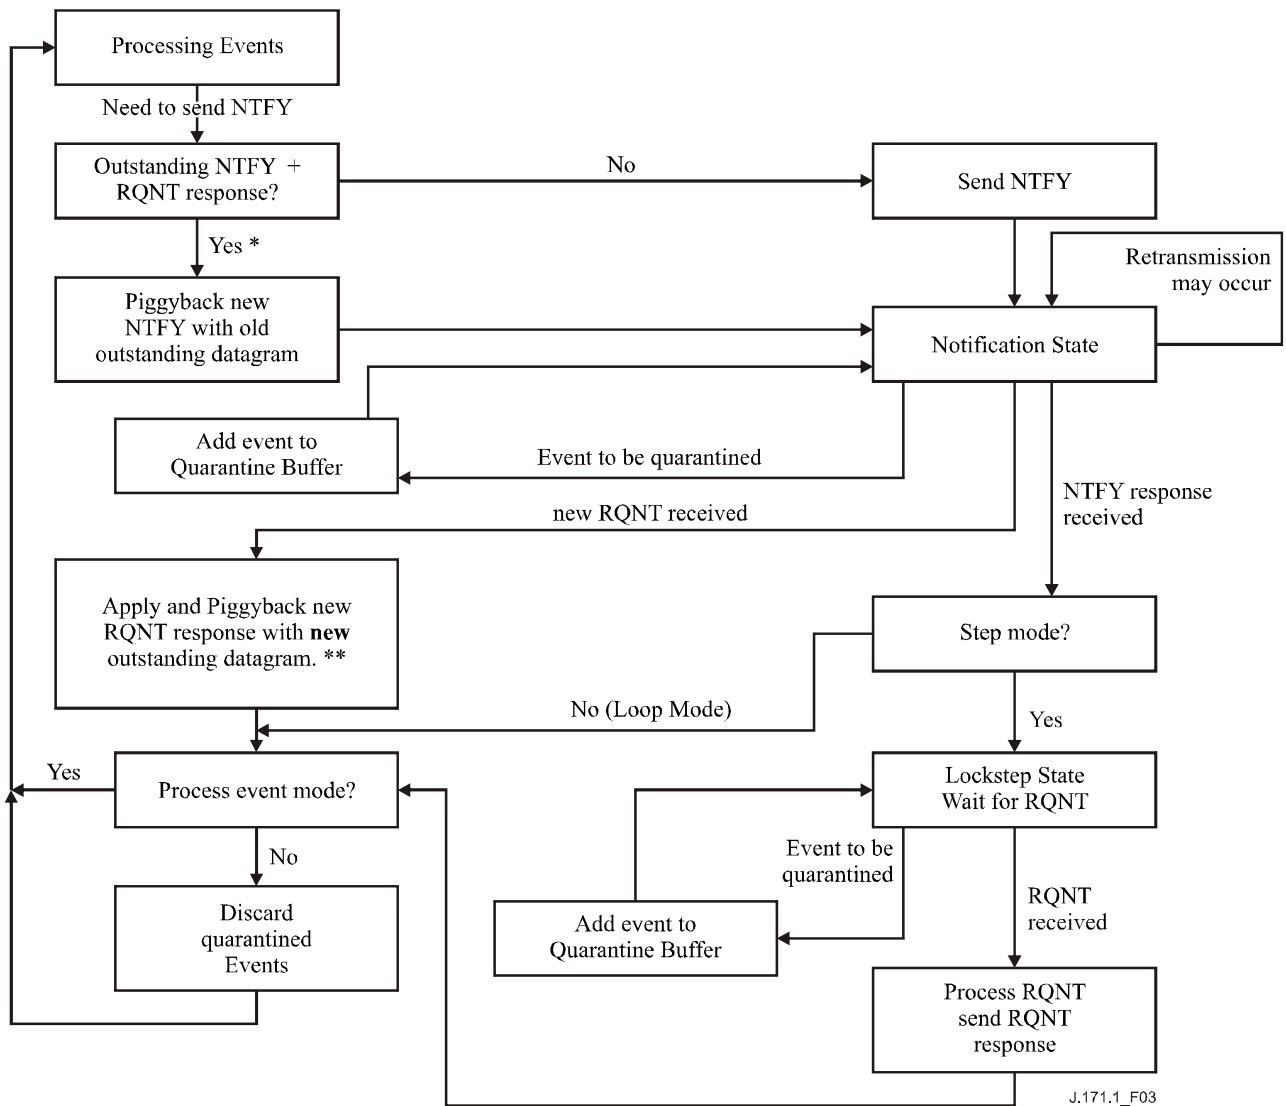 Processing Events
Need to send NTFY
Outstanding NTFY +
RQNT response?
No
Send NTFY
Yes *
Retransmission
may occur
Piggyback new
NTFY with old
outstanding datagram
Notification State
Add event to
Quarantine Buffer
Event to be quarantined
NTFY response
received
new RQNT received
Apply and Piggyback new
RQNT response with new
outstanding datagram. **
Step mode?
No (Loop Mode)
Yes
Yes
Process event mode?
Lockstep State
Wait for RQNT
No
Event to be
quarantined
RQNT
received
Discard
quarantined
Events
Add event to
Quarantine Buffer
Process RQNT
send RQNT
response
J.171.1_F03